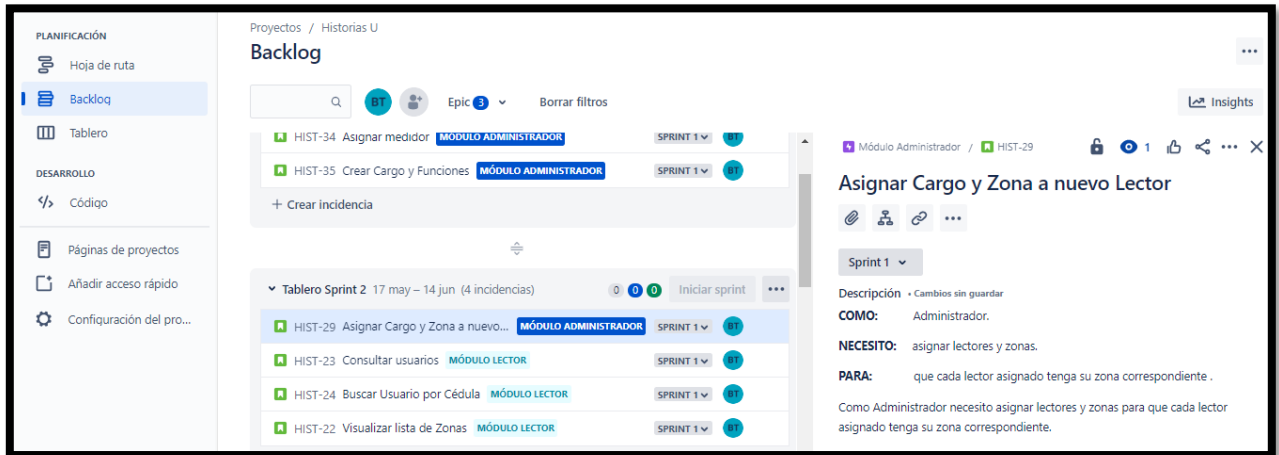 PLANIFICACIÓN
Hoja de ruta
Backlog
Tablero
DESARROLLO
Código
Páginas de proyectos
Añadir acceso rápido
Configuración del pro...
Proyectos / Historias U
Backlog
BT Epic 3 Borrar filtros
Insights
HIST-34 Asignar medidor MÓDULO ADMINISTRADOR SPRINT 1 BT
HIST-35 Crear Cargo y Funciones MÓDULO ADMINISTRADOR SPRINT 1 BT
+ Crear incidencia
Tablero Sprint 2 17 may – 14 jun (4 incidencias) 0 0 0 Iniciar sprint
HIST-29 Asignar Cargo y Zona a nuevo... MÓDULO ADMINISTRADOR SPRINT 1 BT
HIST-23 Consultar usuarios MÓDULO LECTOR SPRINT 1 BT
HIST-24 Buscar Usuario por Cédula MÓDULO LECTOR SPRINT 1 BT
HIST-22 Visualizar lista de Zonas MÓDULO LECTOR SPRINT 1 BT
Módulo Administrador / HIST-29 1
Asignar Cargo y Zona a nuevo Lector
Sprint 1
Descripción • Cambios sin guardar
COMO: Administrador.
NECESITO: asignar lectores y zonas.
PARA: que cada lector asignado tenga su zona correspondiente .
Como Administrador necesito asignar lectores y zonas para que cada lector
asignado tenga su zona correspondiente.